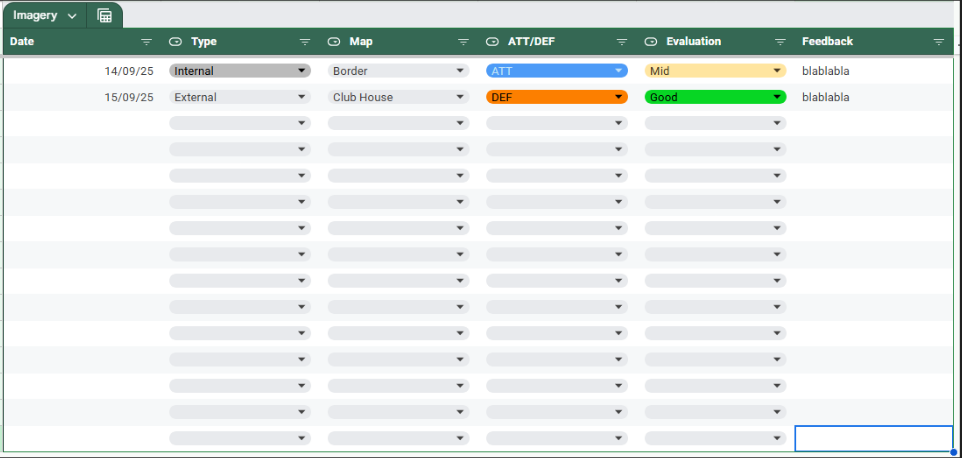 Imagery
Date Type Map ATT/DEF Evaluation Feedback
14/09/25 Internal Border ATT Mid blablabla
15/09/25 External Club House DEF Good blablabla